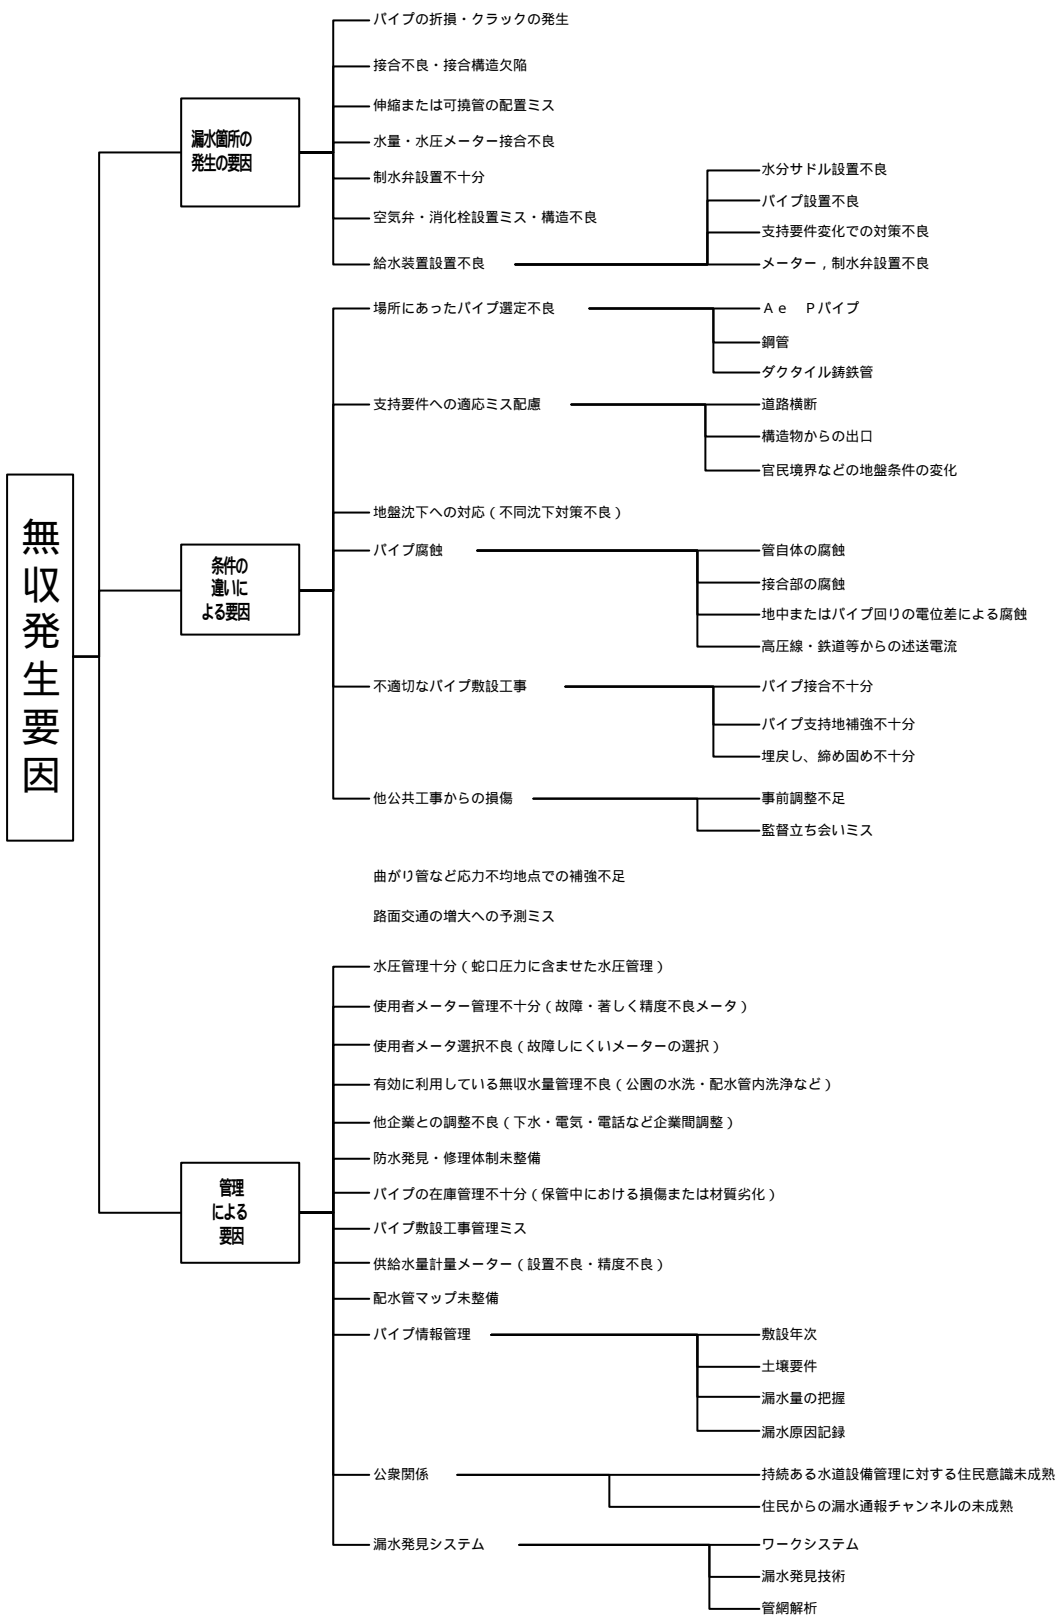 無収発生要因
漏水箇所の
発生の要因
パイプの折損・クラックの発生
接合不良・接合構造欠陥
伸縮または可撓管の配置ミス
水量・水圧メーター接合不良
制水弁設置不十分
空気弁・消化栓設置ミス・構造不良
給水装置設置不良
水分サドル設置不良
パイプ設置不良
支持要件変化での対策不良
メーター，制水弁設置不良
条件の
違いに
よる要因
場所にあったパイプ選定不良
Ａｅ　Ｐパイプ
鋼管
ダクタイル鋳鉄管
支持要件への適応ミス配慮
道路横断
構造物からの出口
官民境界などの地盤条件の変化
地盤沈下への対応（不同沈下対策不良）
パイプ腐蝕
管自体の腐蝕
接合部の腐蝕
地中またはパイプ回りの電位差による腐蝕
高圧線・鉄道等からの述送電流
不適切なパイプ敷設工事
パイプ接合不十分
パイプ支持地補強不十分
埋戻し、締め固め不十分
他公共工事からの損傷
事前調整不足
監督立ち会いミス
曲がり管など応力不均地点での補強不足
路面交通の増大への予測ミス
管理
による
要因
水圧管理十分（蛇口圧力に含ませた水圧管理）
使用者メーター管理不十分（故障・著しく精度不良メータ）
使用者メータ選択不良（故障しにくいメーターの選択）
有効に利用している無収水量管理不良（公園の水洗・配水管内洗浄など）
他企業との調整不良（下水・電気・電話など企業間調整）
防水発見・修理体制未整備
パイプの在庫管理不十分（保管中における損傷または材質劣化）
パイプ敷設工事管理ミス
供給水量計量メーター（設置不良・精度不良）
配水管マップ未整備
パイプ情報管理
敷設年次
土壌要件
漏水量の把握
漏水原因記録
公衆関係
持続ある水道設備管理に対する住民意識未成熟
住民からの漏水通報チャンネルの未成熟
漏水発見システム
ワークシステム
漏水発見技術
管網解析